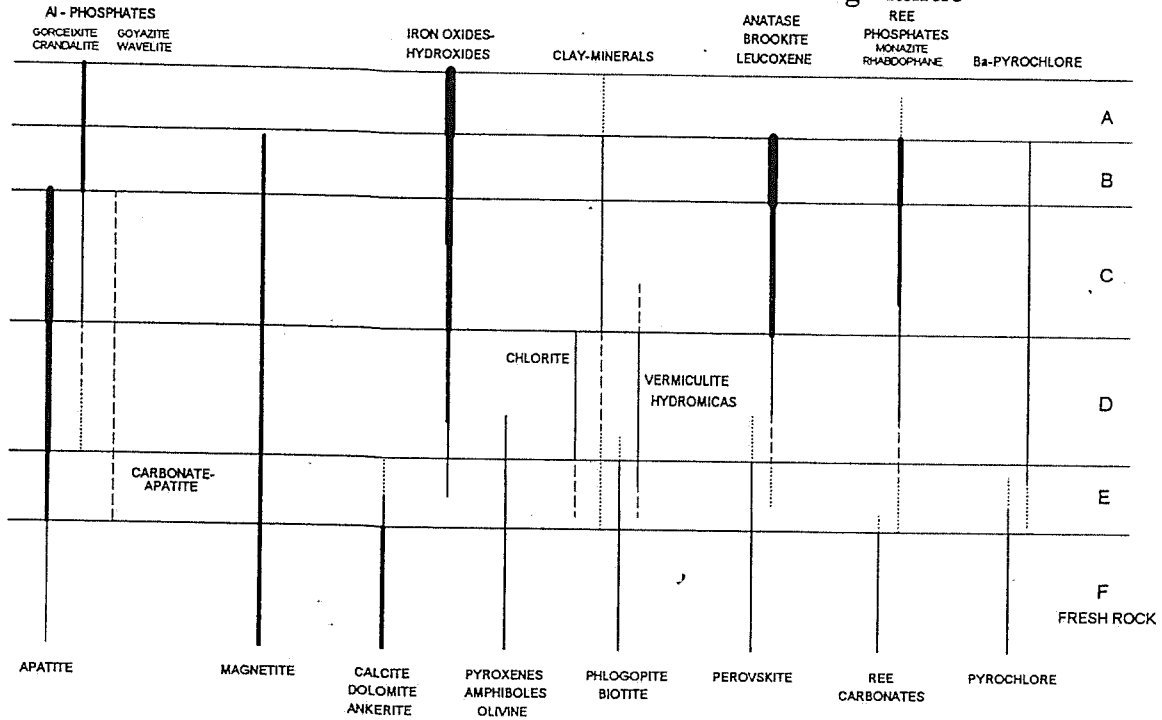 Al - PHOSPHATES
GORCEIXITE GOYAZITE
CRANDALITE WAVELITE
IRON OXIDES-
HYDROXIDES
CLAY-MINERALS
ANATASE
BROOKITE
LEUCOXENE
REE
PHOSPHATES
MONAZITE
RHABDOPHANE
Ba-PYROCHLORE
A
B
C
CHLORITE
VERMICULITE
HYDROMICAS
D
CARBONATE-
APATITE
E
F
FRESH ROCK
APATITE
MAGNETITE
CALCITE
DOLOMITE
ANKERITE
PYROXENES
AMPHIBOLES
OLIVINE
PHLOGOPITE
BIOTITE
PEROVSKITE
REE
CARBONATES
PYROCHLORE